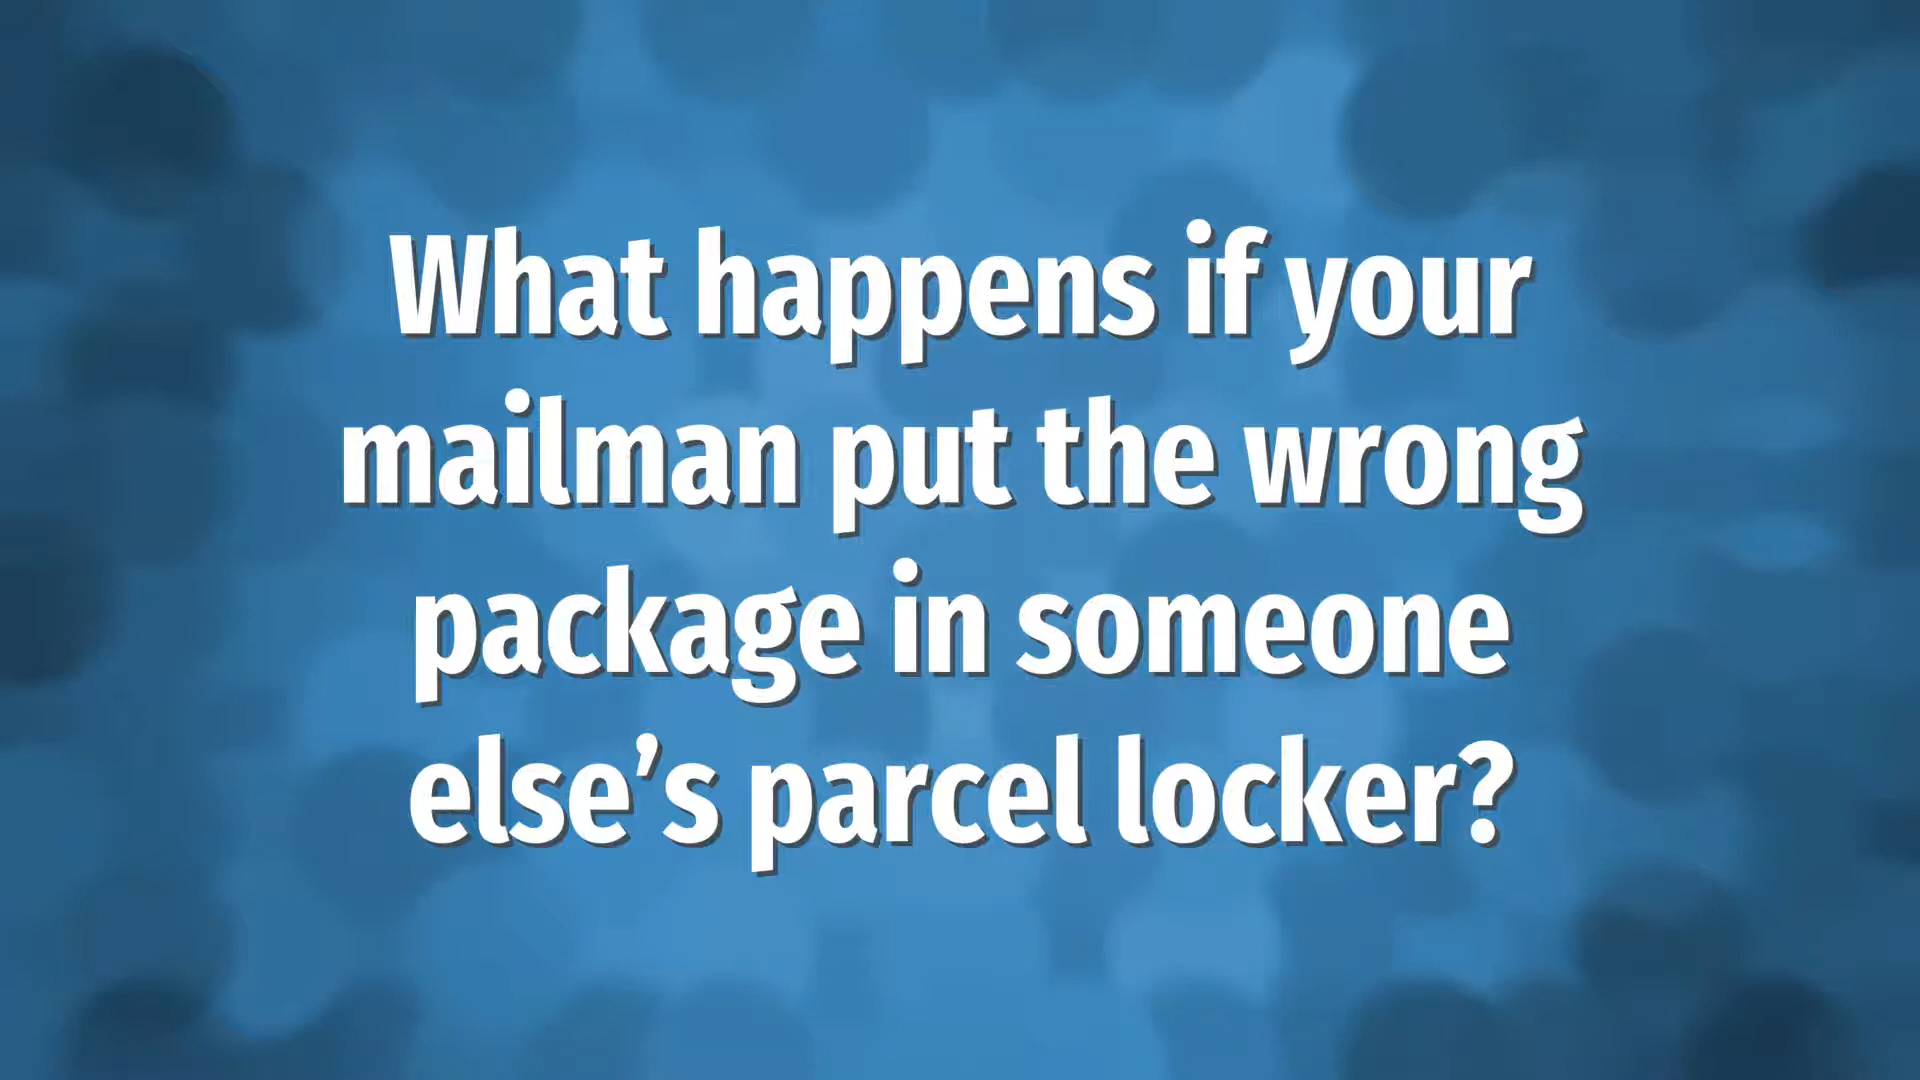 What happens if your
mailman put the wrong
package in someone
else’s parcel locker?